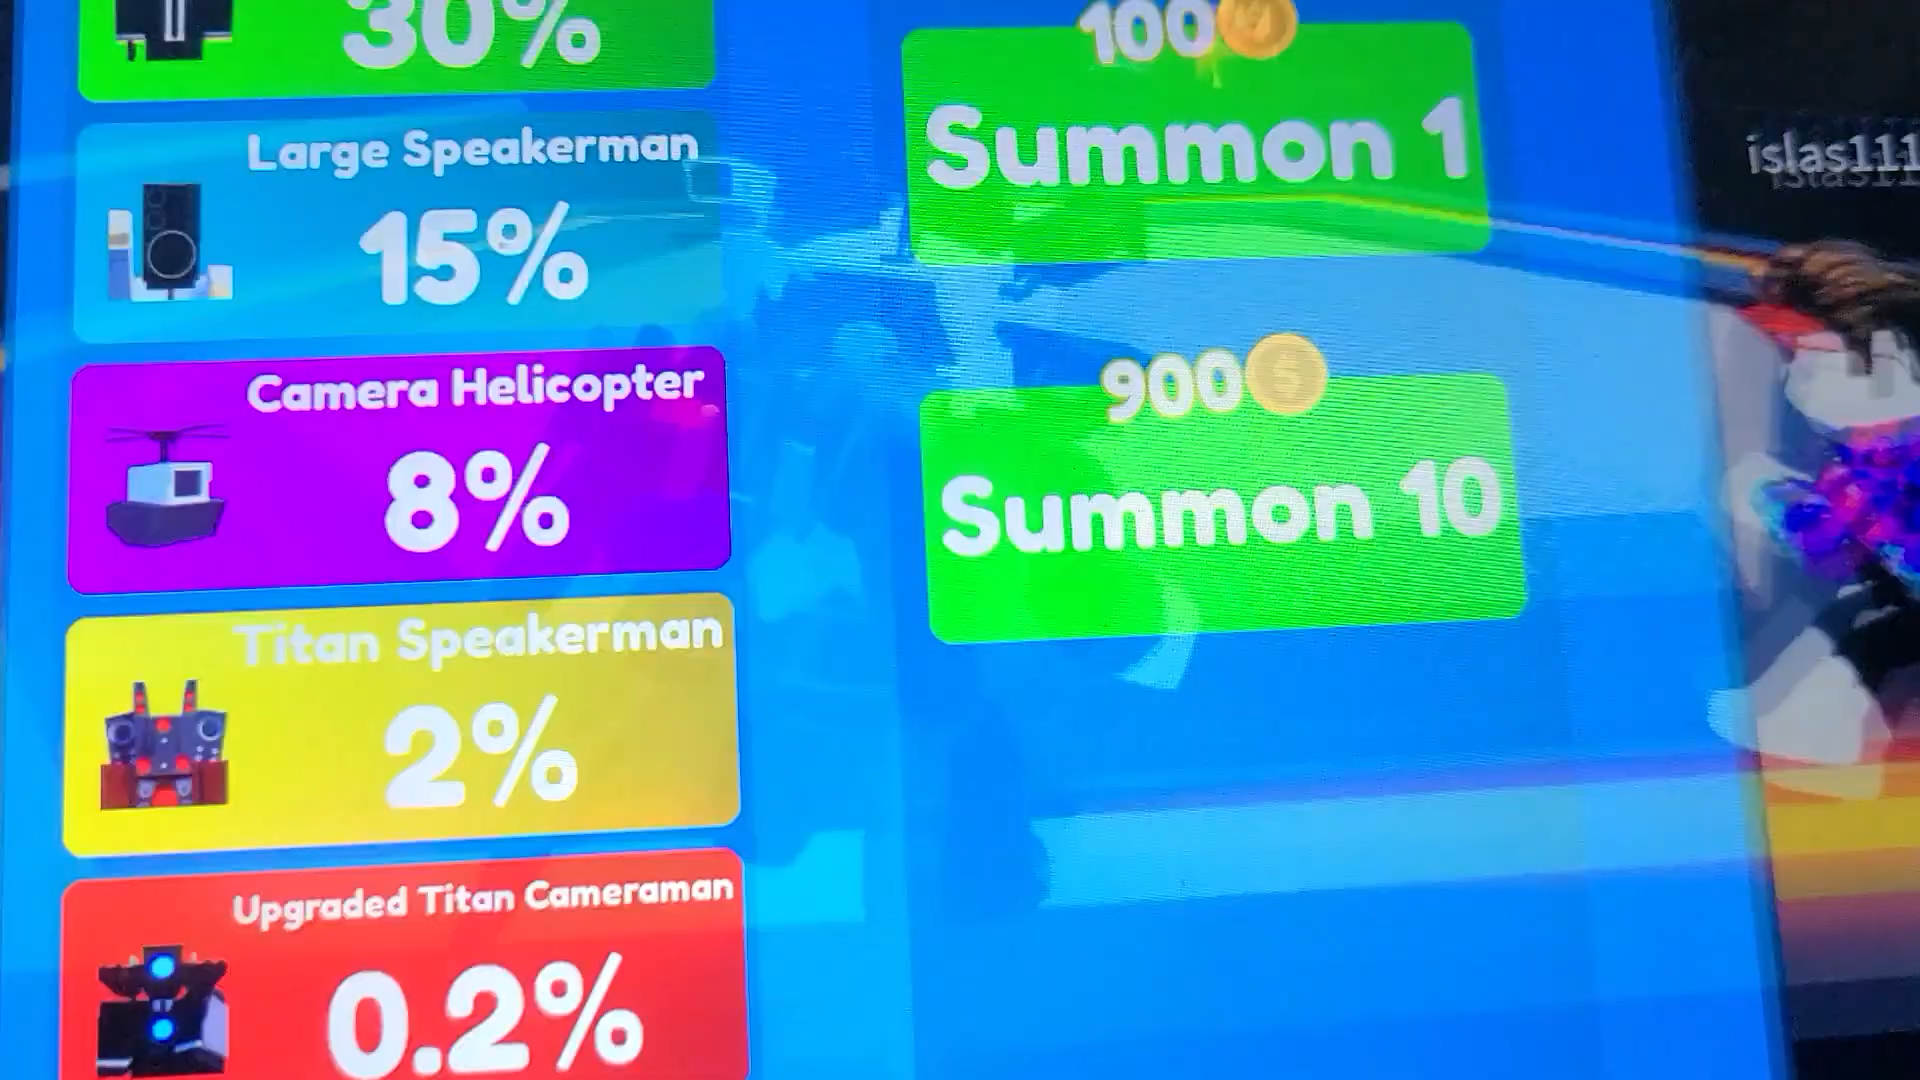 30%
Large Speakerman
15%
Camera Helicopter
8%
Titan Speakerman
2%
Upgraded Titan Cameraman
0.2%
100
Summon 1
900
Summon 10
islas111